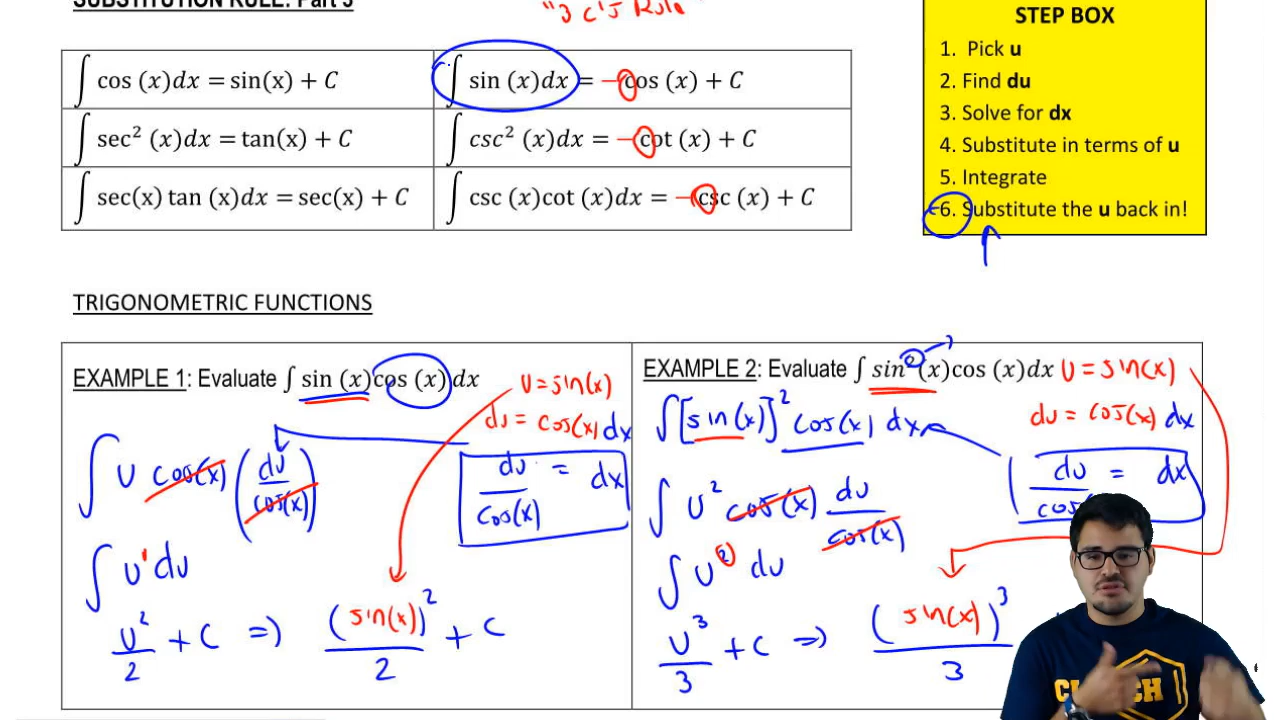 SUBSTITUTION RULE: Part 3
"3 C's Rule"
∫ cos (x)dx = sin(x) + C
∫ sin (x)dx = −cos (x) + C
∫ sec² (x)dx = tan(x) + C
∫ csc² (x)dx = −cot (x) + C
∫ sec(x) tan (x)dx = sec(x) + C
∫ csc (x)cot (x)dx = −csc (x) + C
STEP BOX
1. Pick u
2. Find du
3. Solve for dx
4. Substitute in terms of u
5. Integrate
6. Substitute the u back in!
TRIGONOMETRIC FUNCTIONS
EXAMPLE 1: Evaluate ∫ sin (x)cos (x)dx
U = sin(x)
du = cos(x) dx
du/cos(x) = dx
∫ U cos(x) (du/cos(x))
∫ U¹ du
U²/2 + C ⇒ (sin(x))²/2 + C
EXAMPLE 2: Evaluate ∫ sin² (x)cos (x)dx
U = sin(x)
du = cos(x) dx
∫ [sin(x)]² cos(x) dx
du/cos = dx
∫ U² cos(x) du/cos(x)
∫ U² du
U³/3 + C ⇒ (sin(x))³/3